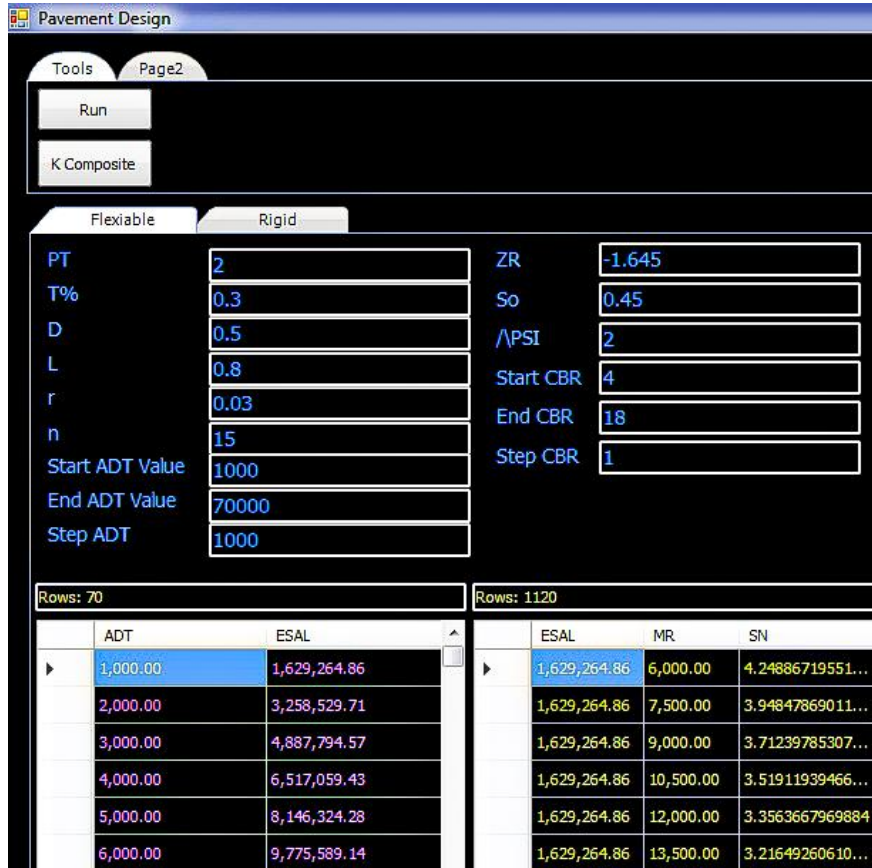 Pavement Design
Tools Page2
Run
K Composite
Flexiable Rigid
PT 2
T% 0.3
D 0.5
L 0.8
r 0.03
n 15
Start ADT Value 1000
End ADT Value 70000
Step ADT 1000
ZR -1.645
So 0.45
/\PSI 2
Start CBR 4
End CBR 18
Step CBR 1
Rows: 70
ADT ESAL
1,000.00 1,629,264.86
2,000.00 3,258,529.71
3,000.00 4,887,794.57
4,000.00 6,517,059.43
5,000.00 8,146,324.28
6,000.00 9,775,589.14
Rows: 1120
ESAL MR SN
1,629,264.86 6,000.00 4.24886719551...
1,629,264.86 7,500.00 3.94847869011...
1,629,264.86 9,000.00 3.71239785307...
1,629,264.86 10,500.00 3.51911939466...
1,629,264.86 12,000.00 3.3563667969884
1,629,264.86 13,500.00 3.21649260610...